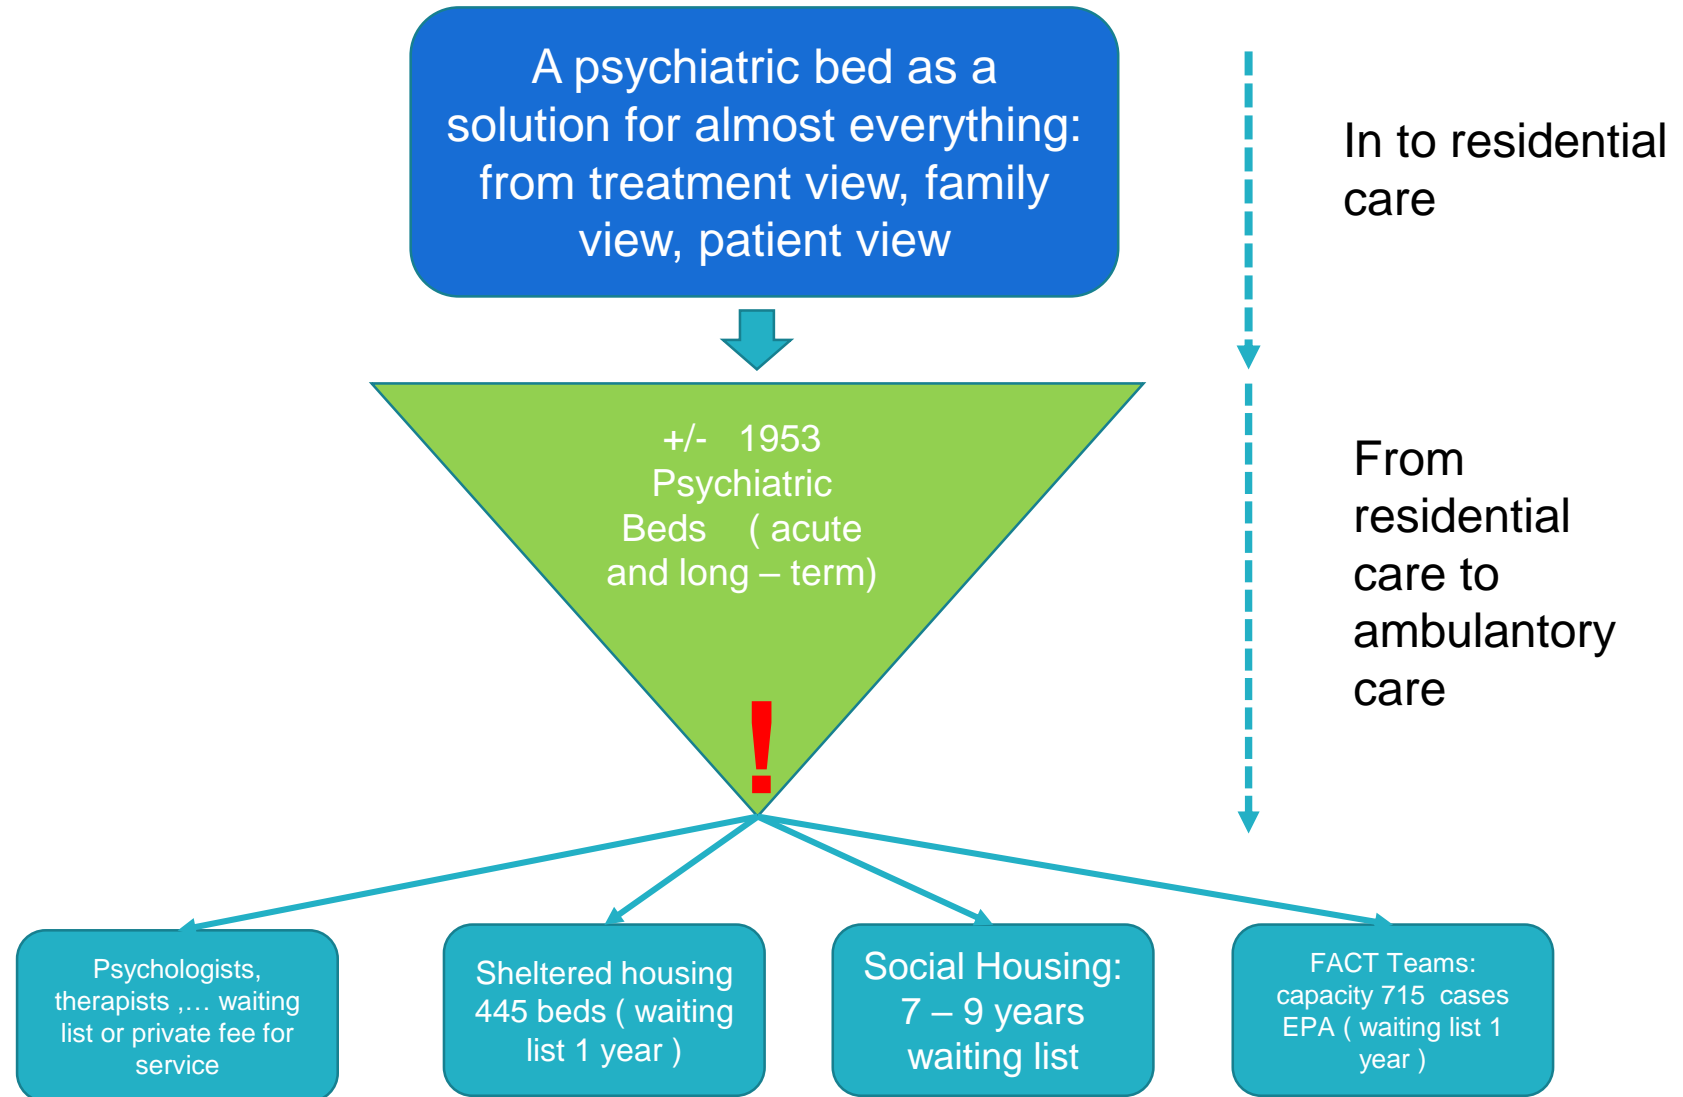 A psychiatric bed as a
solution for almost everything:
from treatment view, family
view, patient view
In to residential
care
+/- 1953
Psychiatric
Beds ( acute
and long – term)
!
From
residential
care to
ambulantory
care
Psychologists,
therapists ,… waiting
list or private fee for
service
Sheltered housing
445 beds ( waiting
list 1 year )
Social Housing:
7 – 9 years
waiting list
FACT Teams:
capacity 715 cases
EPA ( waiting list 1
year )